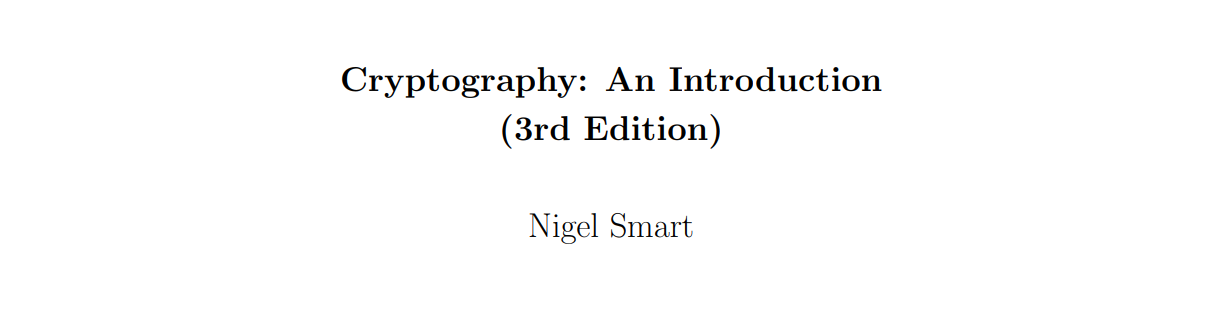 Cryptography: An Introduction
(3rd Edition)
Nigel Smart